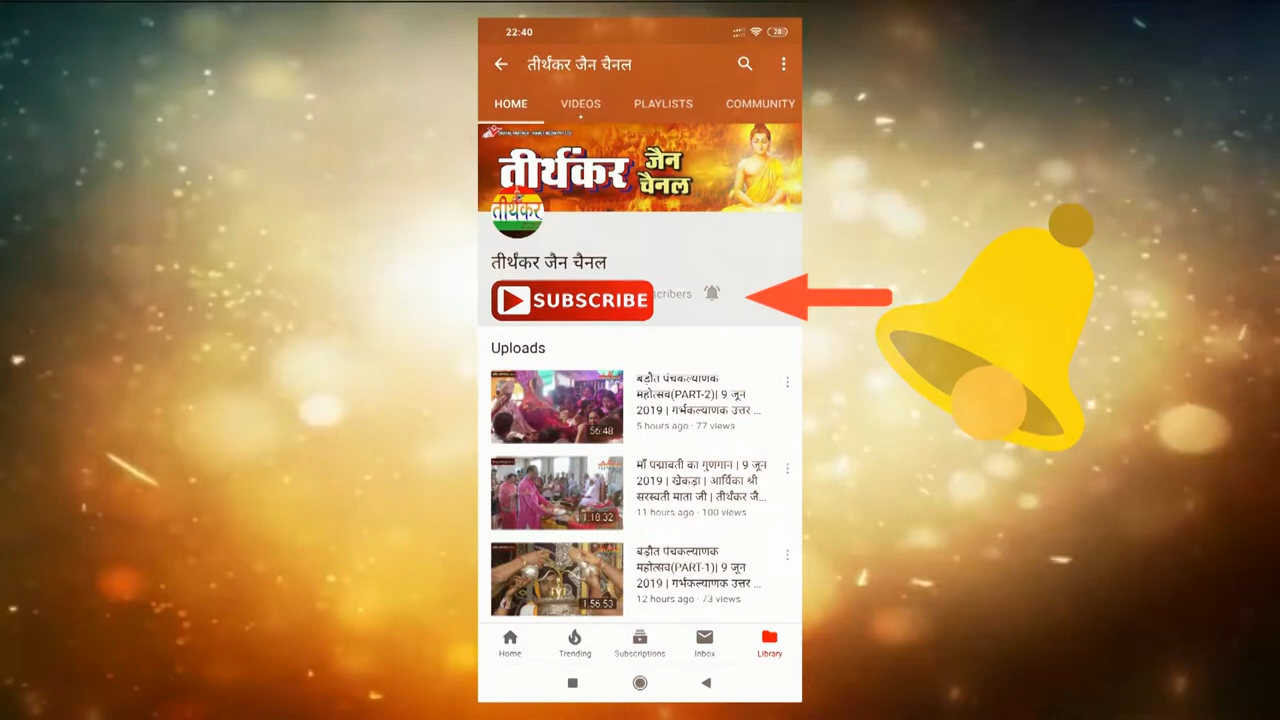 22:40
28
तीर्थंकर जैन चैनल
HOME VIDEOS PLAYLISTS COMMUNITY
तीर्थंकर जैन चैनल
तीर्थंकर
तीर्थंकर जैन चैनल
SUBSCRIBE scribers
Uploads
बड़ौत पंचकल्याणक
महोत्सव(PART-2)| 9 जून
2019 | गर्भकल्याणक उत्तर ...
5 hours ago · 77 views
56:48
माँ पद्मावती का गुणगान | 9 जून
2019 | खेकड़ा | आर्यिका श्री
सरस्वती माता जी | तीर्थंकर जै...
11 hours ago · 100 views
1:18:32
बड़ौत पंचकल्याणक
महोत्सव(PART-1)| 9 जून
2019 | गर्भकल्याणक उत्तर ...
12 hours ago · 73 views
1:56:53
Home Trending Subscriptions Inbox Library